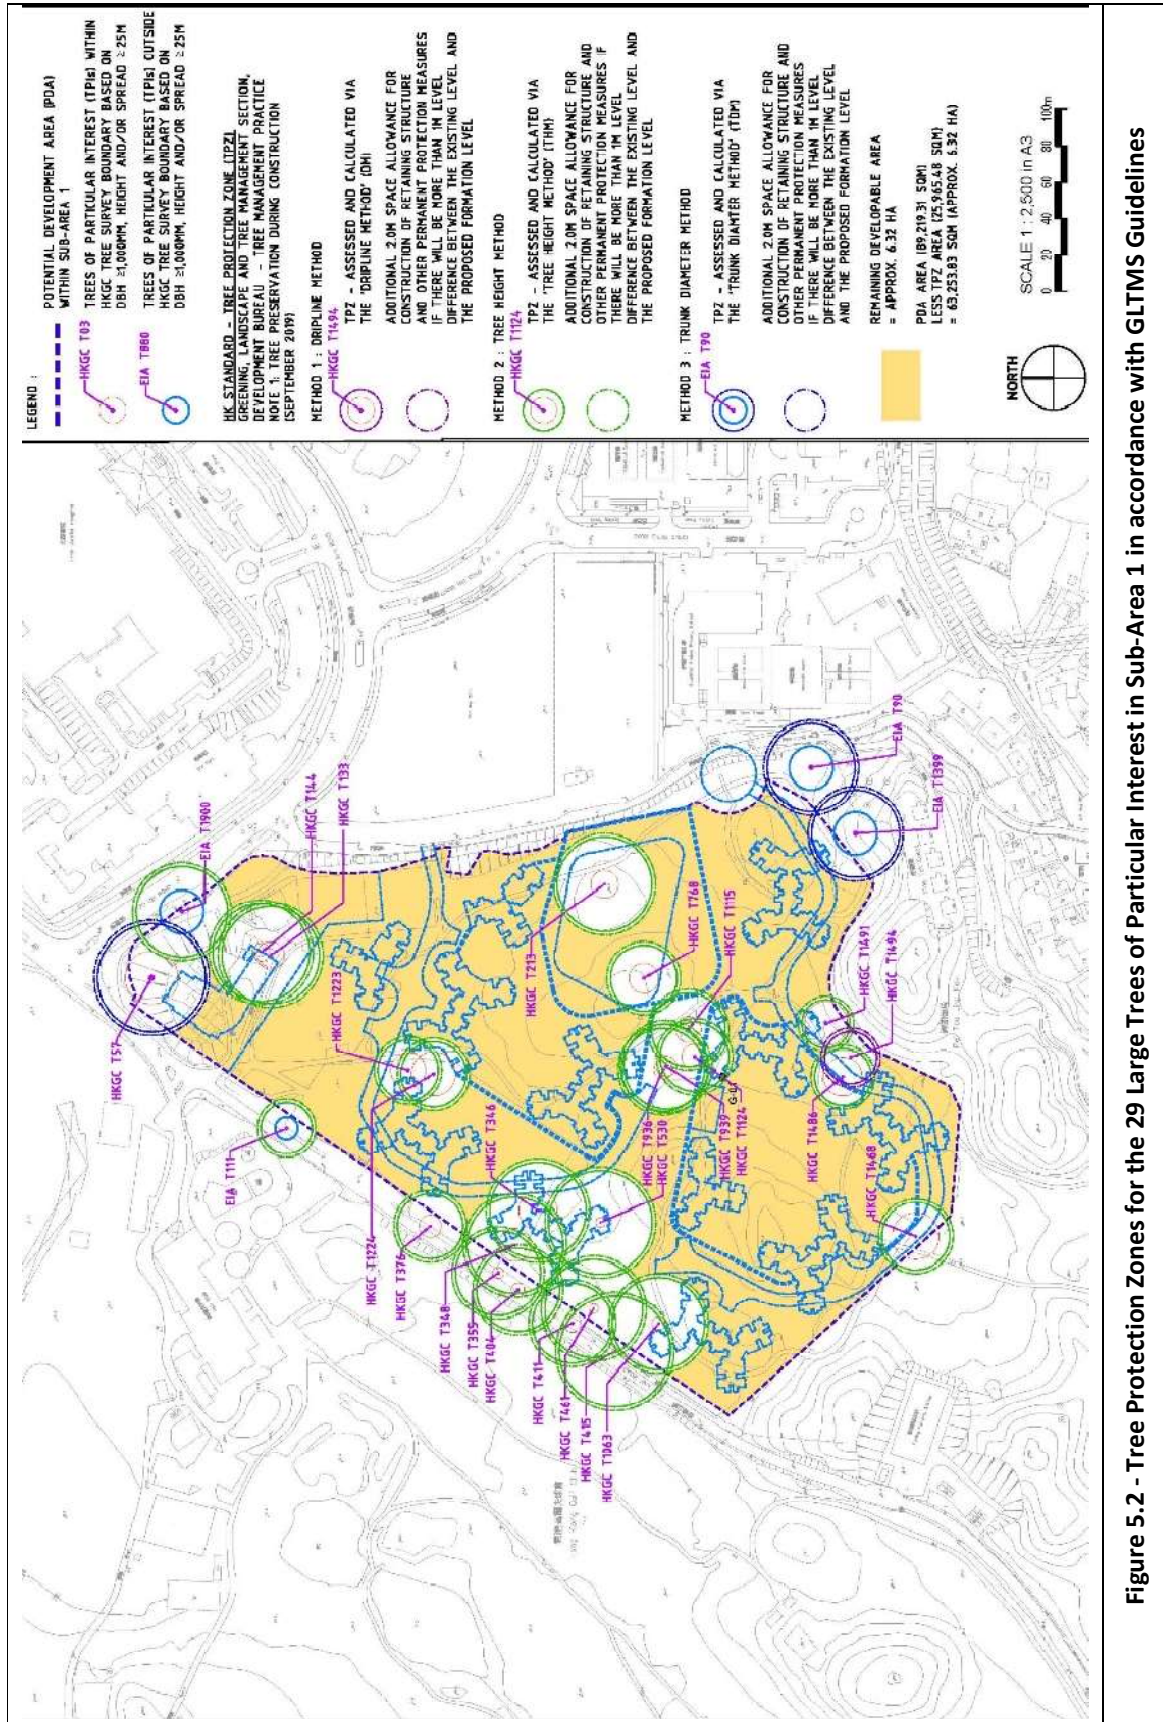 LEGEND :
POTENTIAL DEVELOPMENT AREA (PDA)
WITHIN SUB-AREA 1
HKGC T03
TREES OF PARTICULAR INTEREST (TPIs) WITHIN
HKGC TREE SURVEY BOUNDARY BASED ON
DBH ≥1,000MM, HEIGHT AND/OR SPREAD ≥25M
EIA T880
TREES OF PARTICULAR INTEREST (TPIs) OUTSIDE
HKGC TREE SURVEY BOUNDARY BASED ON
DBH ≥1,000MM, HEIGHT AND/OR SPREAD ≥25M
HK STANDARD - TREE PROTECTION ZONE (TPZ)
GREENING, LANDSCAPE AND TREE MANAGEMENT SECTION,
DEVELOPMENT BUREAU - TREE MANAGEMENT PRACTICE
NOTE 1: TREE PRESERVATION DURING CONSTRUCTION
(SEPTEMBER 2019)
METHOD 1 : DRIPLINE METHOD
HKGC T1494
TPZ - ASSESSED AND CALCULATED VIA
THE 'DRIPLINE METHOD' (DM)
ADDITIONAL 2.0M SPACE ALLOWANCE FOR
CONSTRUCTION OF RETAINING STRUCTURE
AND OTHER PERMANENT PROTECTION MEASURES
IF THERE WILL BE MORE THAN 1M LEVEL
DIFFERENCE BETWEEN THE EXISTING LEVEL AND
THE PROPOSED FORMATION LEVEL
METHOD 2 : TREE HEIGHT METHOD
HKGC T1124
TPZ - ASSESSED AND CALCULATED VIA
THE 'TREE HEIGHT METHOD' (THM)
ADDITIONAL 2.0M SPACE ALLOWANCE FOR
CONSTRUCTION OF RETAINING STRUCTURE AND
OTHER PERMANENT PROTECTION MEASURES IF
THERE WILL BE MORE THAN 1M LEVEL
DIFFERENCE BETWEEN THE EXISTING LEVEL AND
THE PROPOSED FORMATION LEVEL
METHOD 3 : TRUNK DIAMETER METHOD
EIA T90
TPZ - ASSESSED AND CALCULATED VIA
THE 'TRUNK DIAMTER METHOD' (TDM)
ADDITIONAL 2.0M SPACE ALLOWANCE FOR
CONSTRUCTION OF RETAINING STRUCTURE AND
OTHER PERMANENT PROTECTION MEASURES
IF THERE WILL BE MORE THAN 1M LEVEL
DIFFERENCE BETWEEN THE EXISTING LEVEL
AND THE PROPOSED FORMATION LEVEL
REMAINING DEVELOPABLE AREA
= APPROX. 6.32 HA
PDA AREA (89,219.31 SQM)
LESS TPZ AREA (25,965.48 SQM)
= 63,253.83 SQM (APPROX. 6.32 HA)
NORTH
SCALE 1 : 2,500 in A3
0 20 40 60 80 100m
HKGC T57
EIA T1900
HKGC T144
HKGC T133
EIA T111
HKGC T1223
HKGC T1224
HKGC T376
HKGC T346
HKGC T348
HKGC T355
HKGC T404
HKGC T411
HKGC T461
HKGC T415
HKGC T1063
HKGC T213
HKGC T768
HKGC T1115
HKGC T936
HKGC T530
HKGC T939
HKGC T1124
HKGC T1486
HKGC T1468
HKGC T1491
HKGC T1494
EIA T90
EIA T1399
Figure 5.2 - Tree Protection Zones for the 29 Large Trees of Particular Interest in Sub-Area 1 in accordance with GLTMS Guidelines